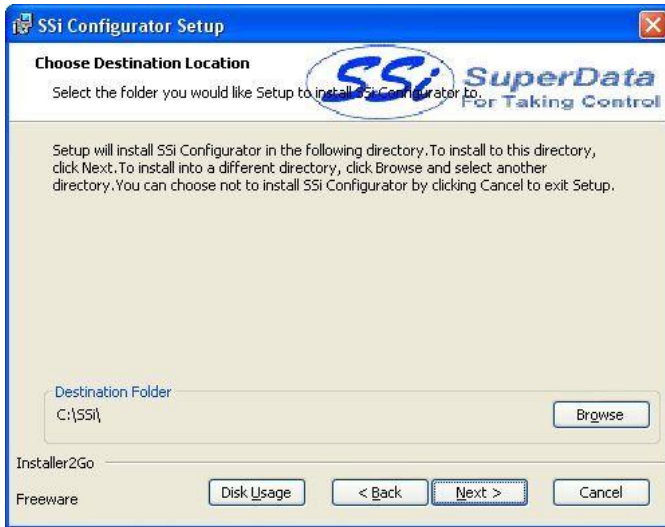 SSi Configurator Setup
Choose Destination Location
Select the folder you would like Setup to install SSi Configurator to.
SSi SuperData
For Taking Control
Setup will install SSi Configurator in the following directory.To install to this directory,
click Next.To install into a different directory, click Browse and select another
directory.You can choose not to install SSi Configurator by clicking Cancel to exit Setup.
Destination Folder
C:\SSi\
Browse
Installer2Go
Freeware
Disk Usage
< Back
Next >
Cancel